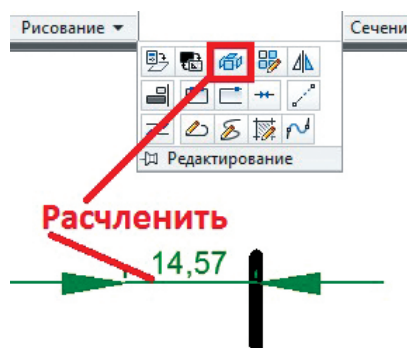 Рисование
Сечени
Редактирование
Расчленить
14,57